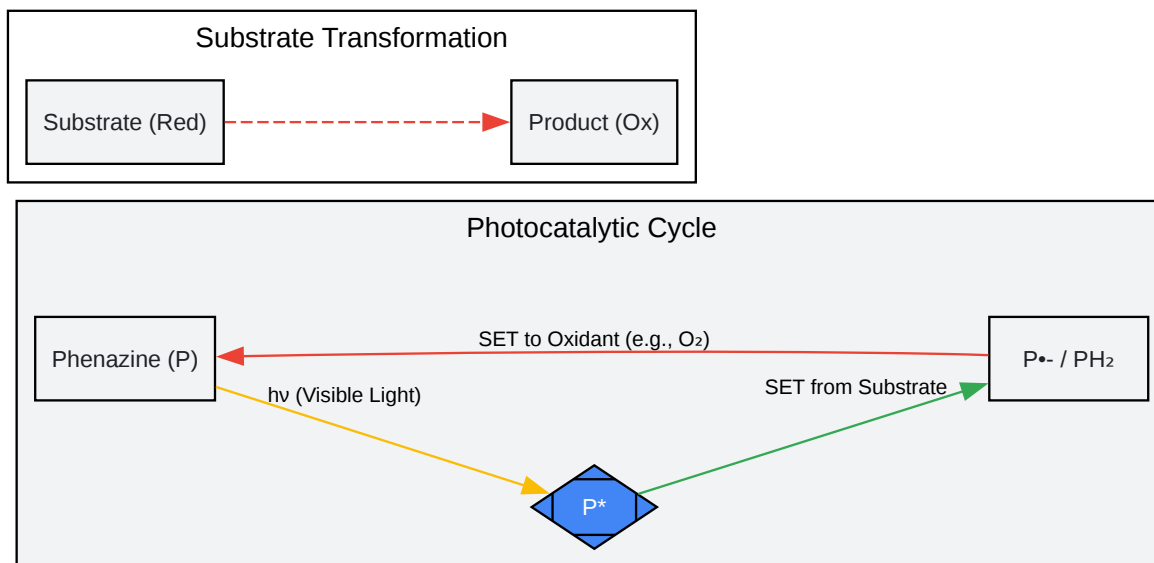 Substrate Transformation
Substrate (Red)
Product (Ox)
Photocatalytic Cycle
SET to Oxidant (e.g., O₂)
Phenazine (P)
P•- / PH₂
hν (Visible Light)
SET from Substrate
P*